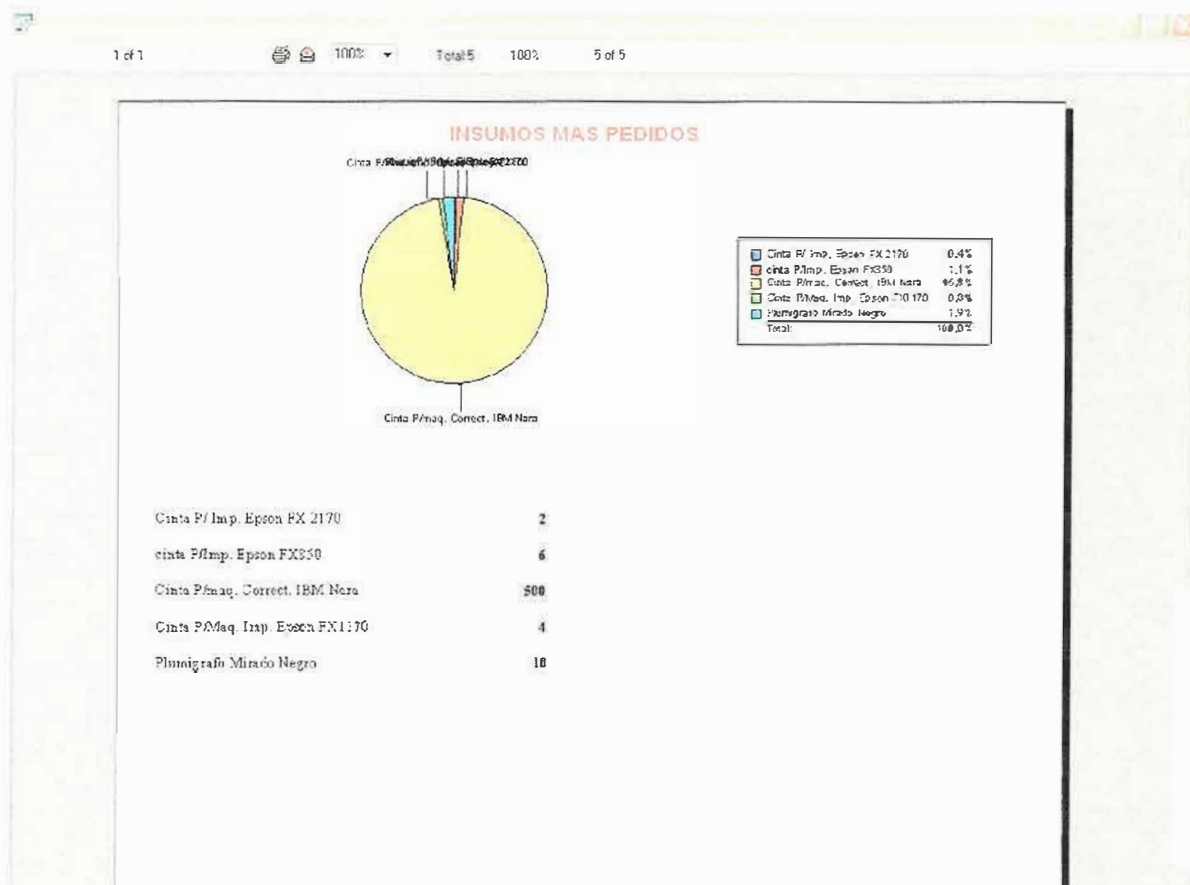 1 of 1 100% Total:5 100% 5 of 5
INSUMOS MAS PEDIDOS
Cinta
Cinta P/ Imp. Epson FX 2170 0,4%
cinta P/Imp. Epson FX850 1,1%
Cinta P/maq. Correct. IBM Nara 96,8%
Cinta P/Maq. Imp. Epson FX1170 0,8%
Plumigrafo Mirado Negro 1,9%
Total: 100,0%
Cinta P/maq. Correct. IBM Nara
Cinta P/ Imp. Epson FX 2170 2
cinta P/Imp. Epson FX850 6
Cinta P/maq. Correct. IBM Nara 500
Cinta P/Maq. Imp. Epson FX1170 4
Plumigrafo Mirado Negro 10